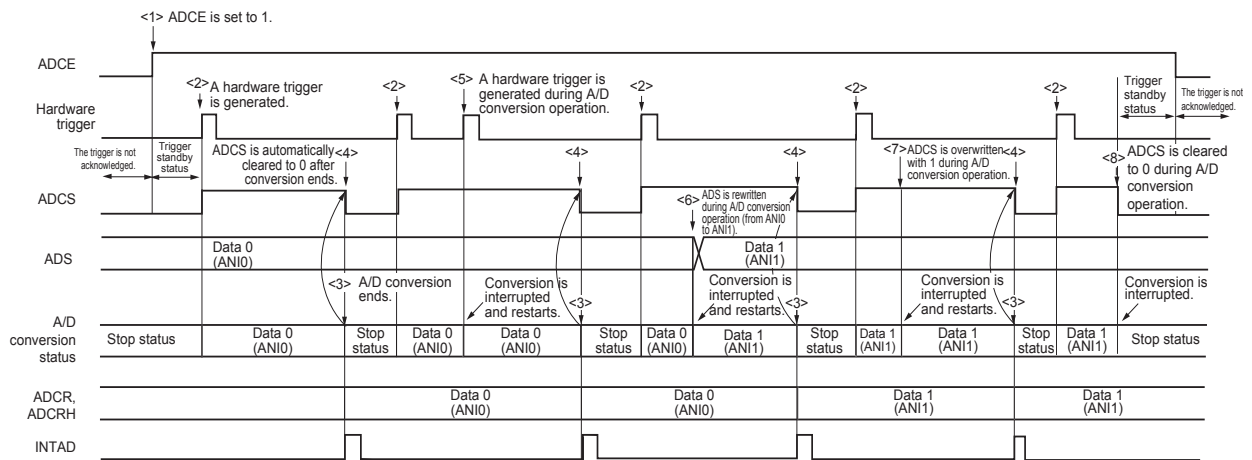 <1> ADCE is set to 1.
ADCE
<2> A hardware trigger
is generated.
<2>
<5> A hardware trigger is
generated during A/D
conversion operation.
<2>
<2>
<2>
Trigger
standby
status
The trigger is not
acknowledged.
Hardware
trigger
The trigger is not
acknowledged.
Trigger
standby
status
ADCS is automatically
cleared to 0 after
conversion ends.
<4>
<4>
<4>
<7> ADCS is overwritten
with 1 during A/D
conversion operation.
<4>
<8> ADCS is cleared
to 0 during A/D
conversion
operation.
ADCS
<6> ADS is rewritten
during A/D conversion
operation (from ANI0
to ANI1).
ADS
Data 0
(ANI0)
Data 1
(ANI1)
<3> A/D conversion
ends.
Conversion is
interrupted
and restarts.
<3>
Conversion is
interrupted
and restarts.
<3>
Conversion is
interrupted
and restarts.
<3>
Conversion is
interrupted.
A/D
conversion
status
Stop status
Data 0
(ANI0)
Stop
status
Data 0
(ANI0)
Data 0
(ANI0)
Stop
status
Data 0
(ANI0)
Data 1
(ANI1)
Stop
status
Data 1
(ANI1)
Data 1
(ANI1)
Stop
status
Data 1
(ANI1)
Stop status
ADCR,
ADCRH
Data 0
(ANI0)
Data 0
(ANI0)
Data 1
(ANI1)
Data 1
(ANI1)
INTAD